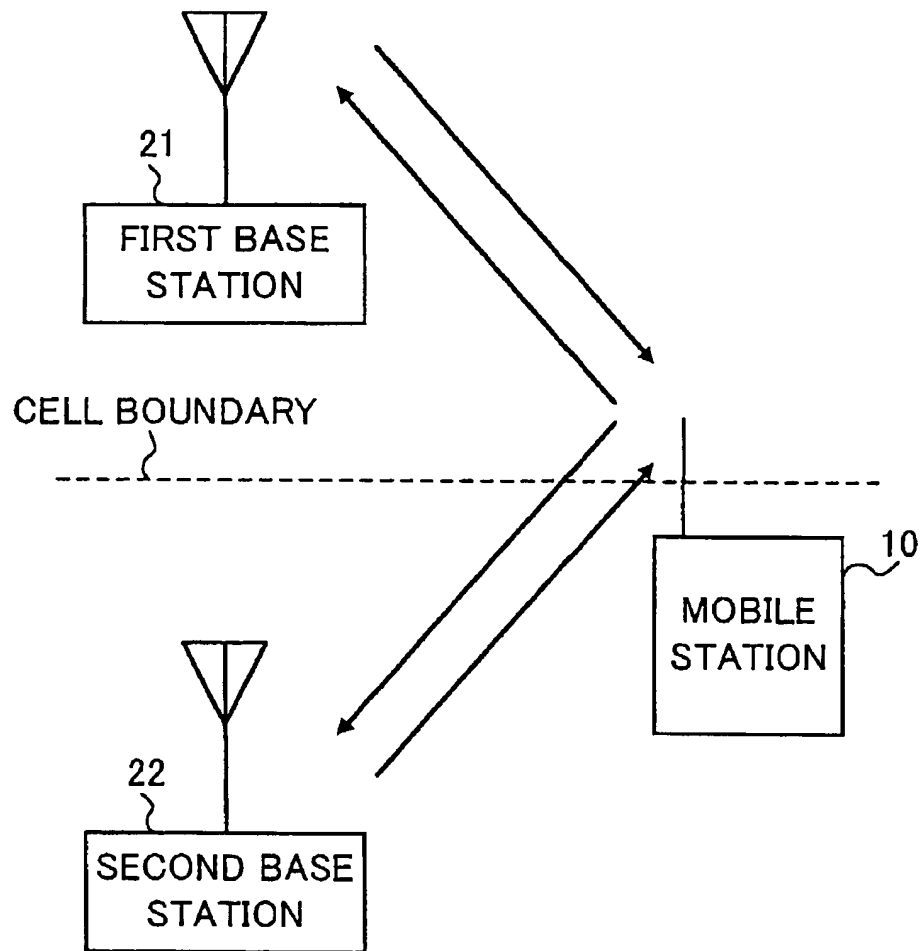 21
FIRST BASE
STATION
CELL BOUNDARY
10
MOBILE
STATION
22
SECOND BASE
STATION